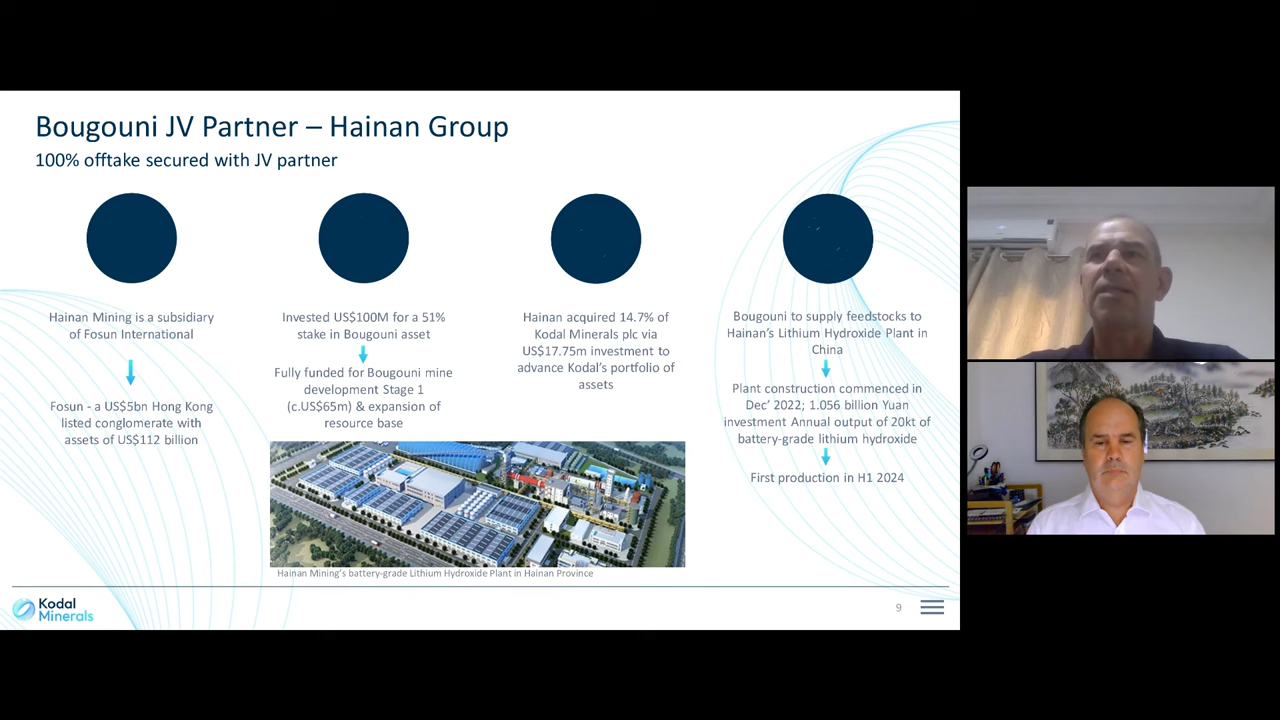 Bougouni JV Partner – Hainan Group
100% offtake secured with JV partner
Hainan Mining is a subsidiary
of Fosun International
Fosun - a US$5bn Hong Kong
listed conglomerate with
assets of US$112 billion
Invested US$100M for a 51%
stake in Bougouni asset
Fully funded for Bougouni mine
development Stage 1
(c.US$65m) & expansion of
resource base
Hainan acquired 14.7% of
Kodal Minerals plc via
US$17.75m investment to
advance Kodal's portfolio of
assets
Bougouni to supply feedstocks to
Hainan's Lithium Hydroxide Plant in
China
Plant construction commenced in
Dec' 2022; 1.056 billion Yuan
investment Annual output of 20kt of
battery-grade lithium hydroxide
First production in H1 2024
Hainan Mining's battery-grade Lithium Hydroxide Plant in Hainan Province
Kodal
Minerals
9